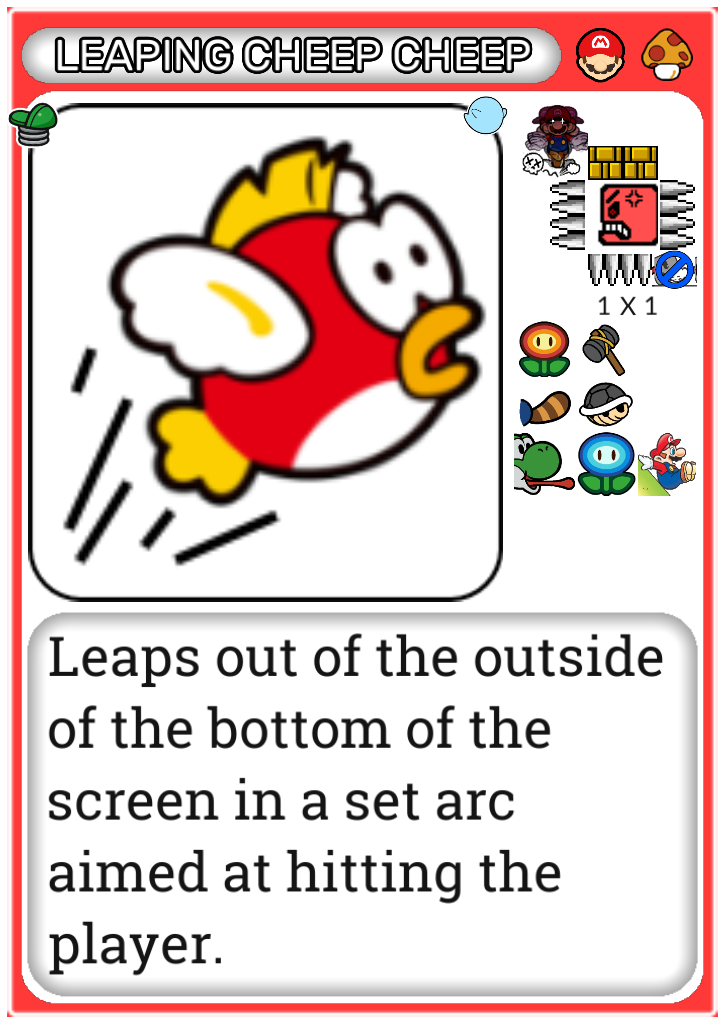 LEAPING CHEEP CHEEP
1 X 1
Leaps out of the outside
of the bottom of the
screen in a set arc
aimed at hitting the
player.